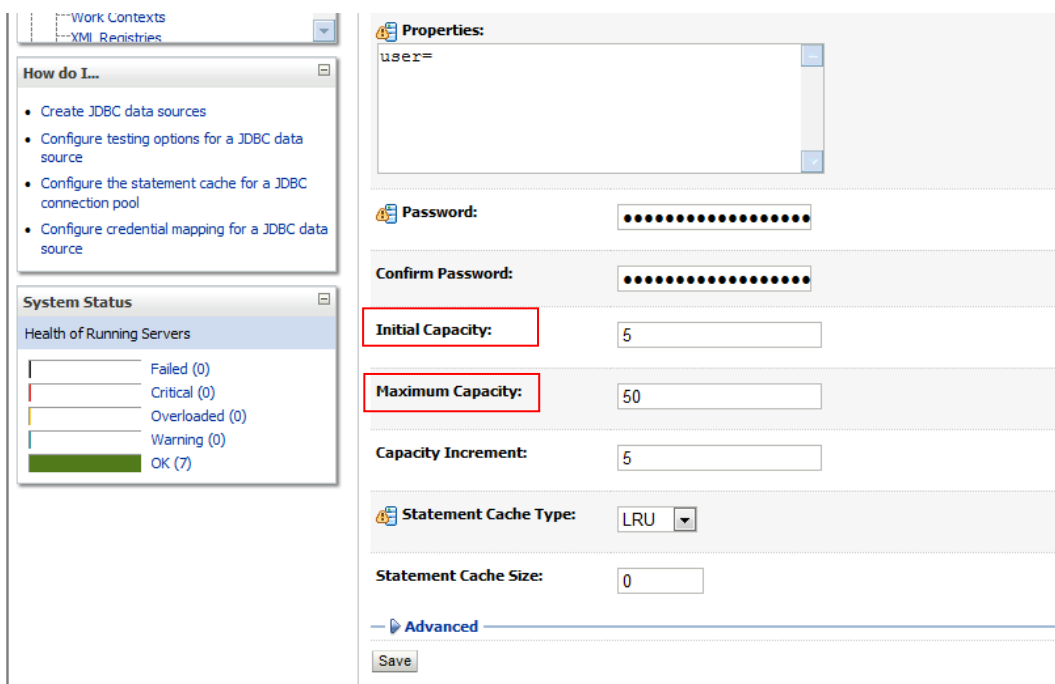 Work Contexts
XML Registries
How do I...
Create JDBC data sources
Configure testing options for a JDBC data
source
Configure the statement cache for a JDBC
connection pool
Configure credential mapping for a JDBC data
source
System Status
Health of Running Servers
Failed (0)
Critical (0)
Overloaded (0)
Warning (0)
OK (7)
Properties:
user=
Password:
●●●●●●●●●●●●●●●●●●
Confirm Password:
●●●●●●●●●●●●●●●●●●
Initial Capacity:
5
Maximum Capacity:
50
Capacity Increment:
5
Statement Cache Type:
LRU
Statement Cache Size:
0
Advanced
Save